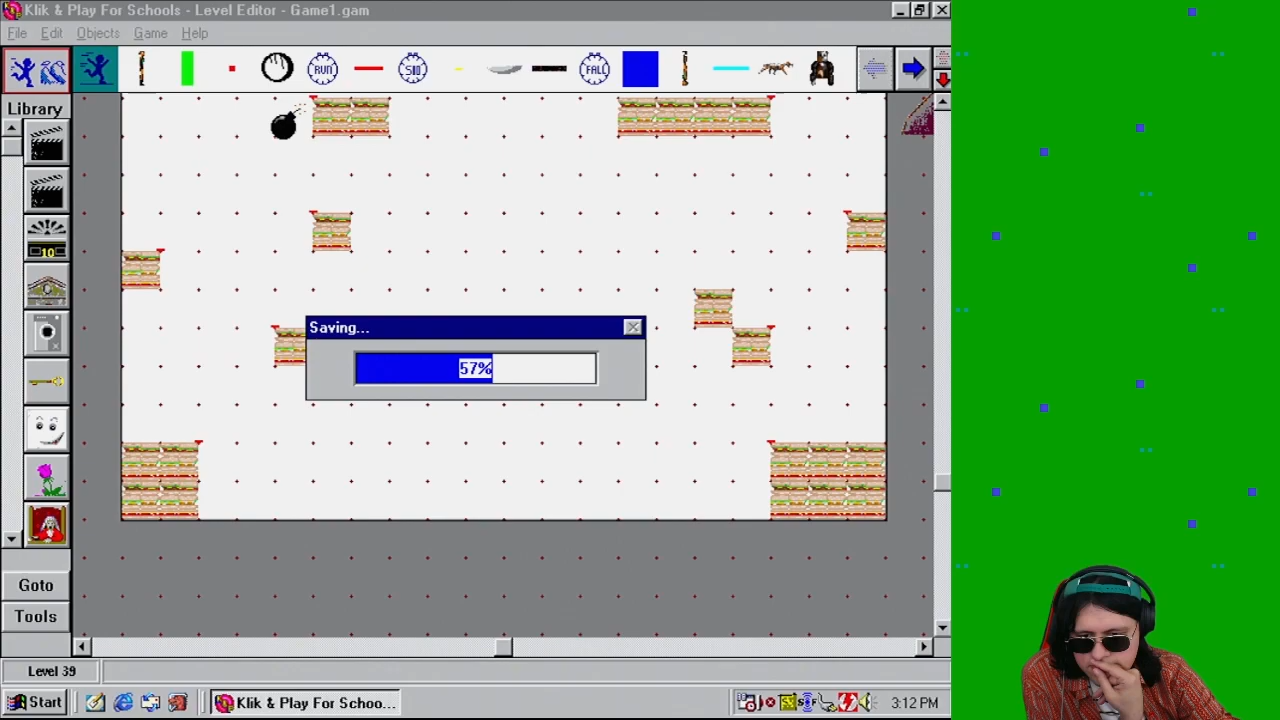 Klik & Play For Schools - Level Editor - Game1.gam
File Edit Objects Game Help
RUN
FALL
Library
10
Saving...
57%
Goto
Tools
Level 39
Start
Klik & Play For Schoo...
3:12 PM